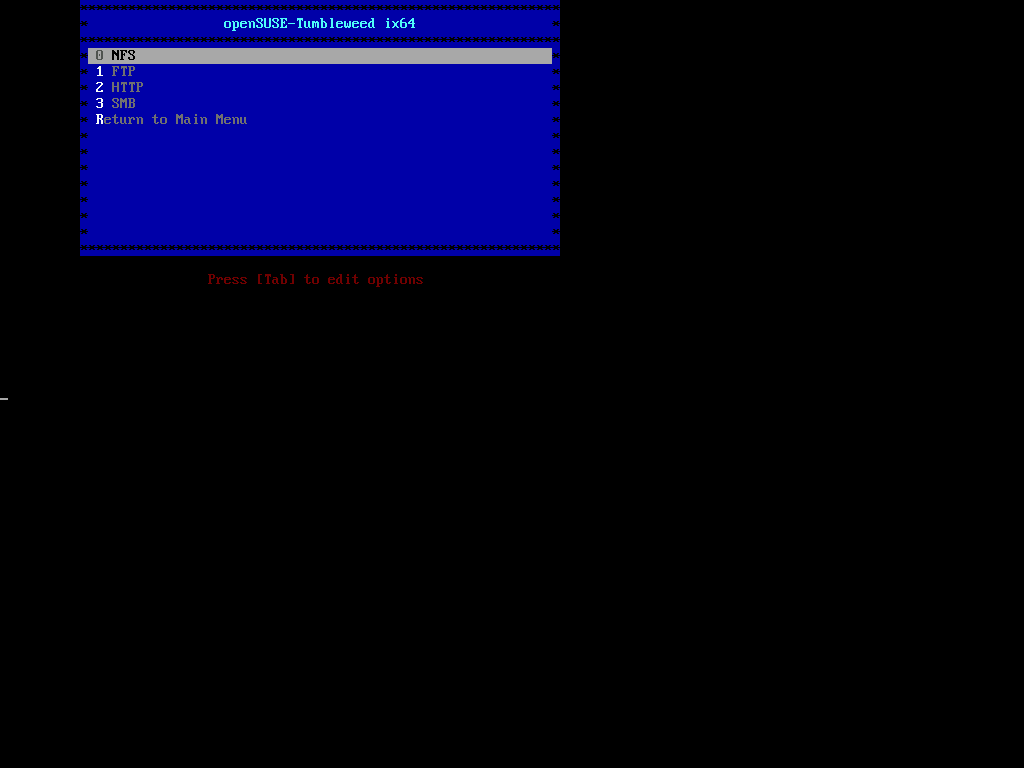 openSUSE-Tumbleweed ix64
0 NFS
1 FTP
2 HTTP
3 SMB
Return to Main Menu
Press [Tab] to edit options